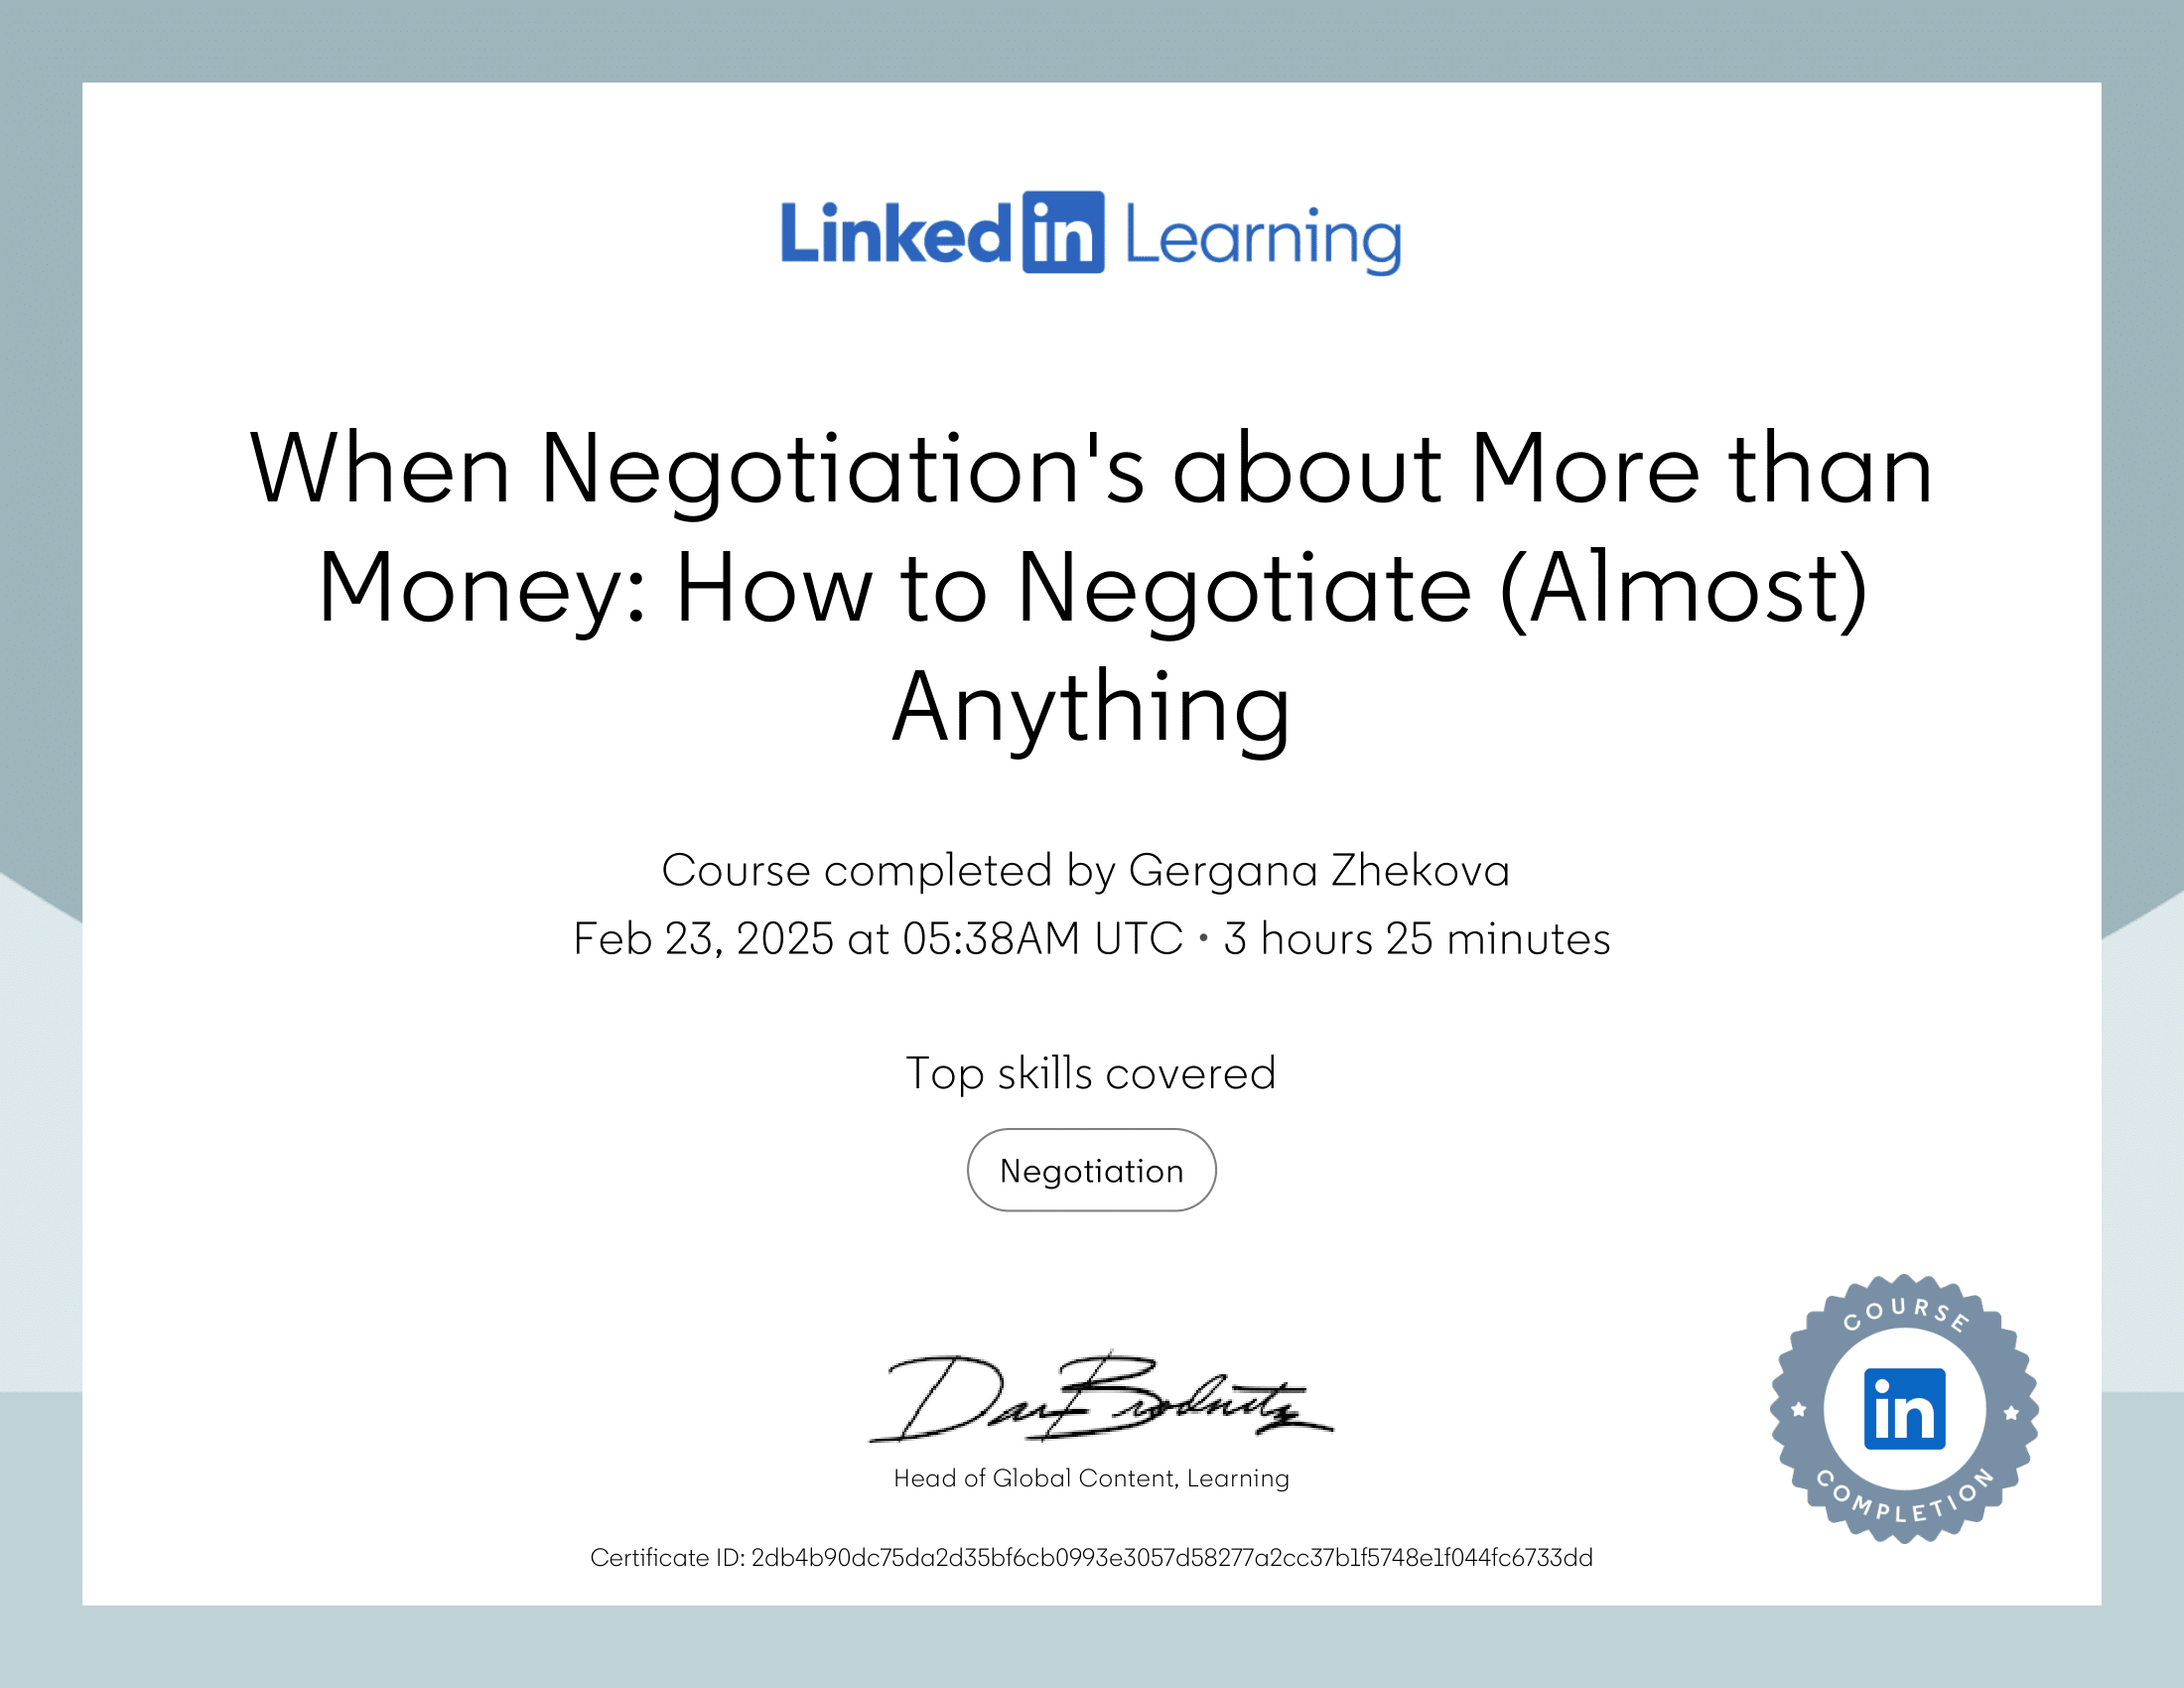 Linked in Learning
When Negotiation's about More than
Money: How to Negotiate (Almost)
Anything
Course completed by Gergana Zhekova
Feb 23, 2025 at 05:38AM UTC • 3 hours 25 minutes
Top skills covered
Negotiation
Head of Global Content, Learning
Certificate ID: 2db4b90dc75da2d35bf6cb0993e3057d58277a2cc37b1f5748e1f044fc6733dd
COURSE
in
COMPLETION